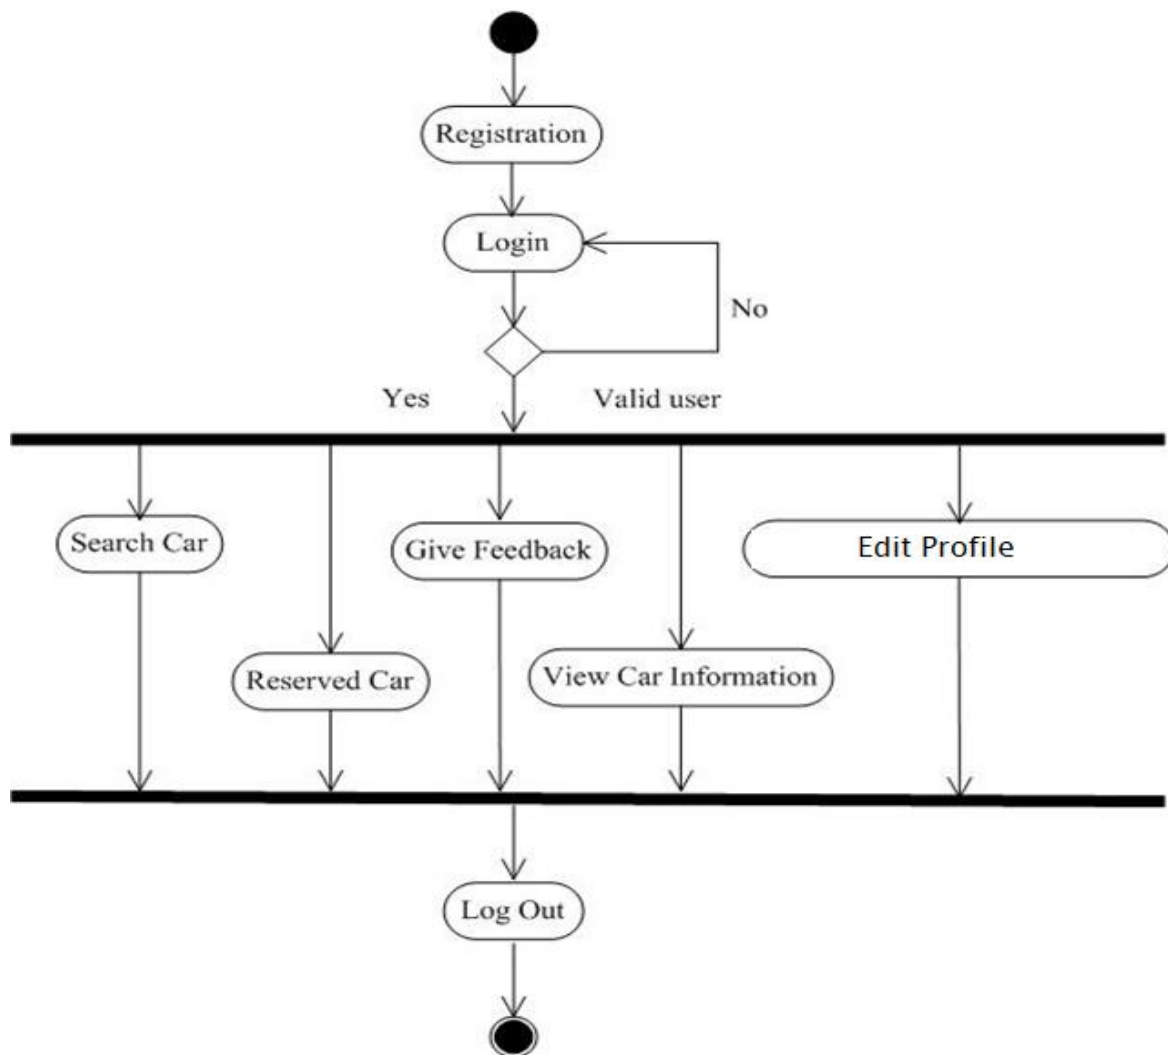 Registration
Login
No
Yes
Valid user
Search Car
Give Feedback
Edit Profile
Reserved Car
View Car Information
Log Out